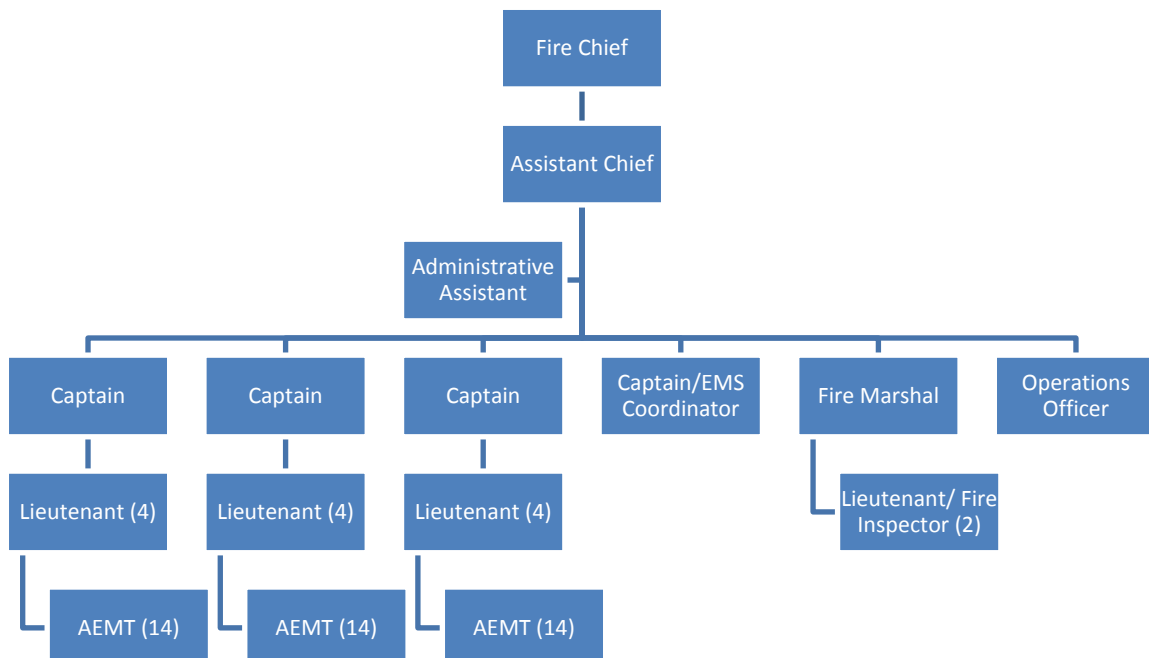 Fire Chief
Assistant Chief
Administrative
Assistant
Captain
Captain
Captain
Captain/EMS
Coordinator
Fire Marshal
Operations
Officer
Lieutenant (4)
Lieutenant (4)
Lieutenant (4)
Lieutenant/ Fire
Inspector (2)
AEMT (14)
AEMT (14)
AEMT (14)